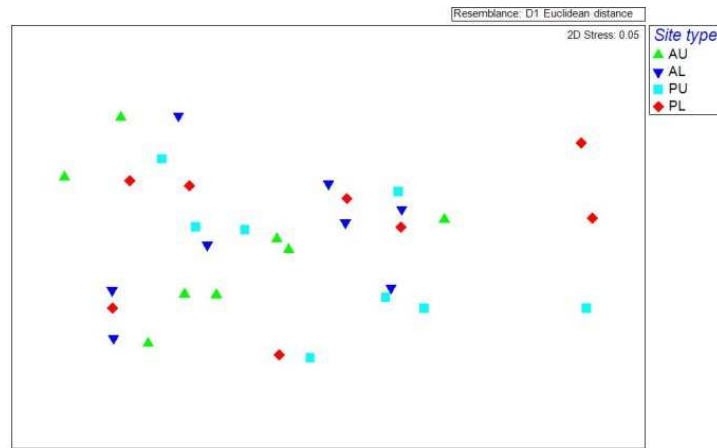 Resemblance: D1 Euclidean distance
2D Stress: 0.05
Site type
AU
AL
PU
PL